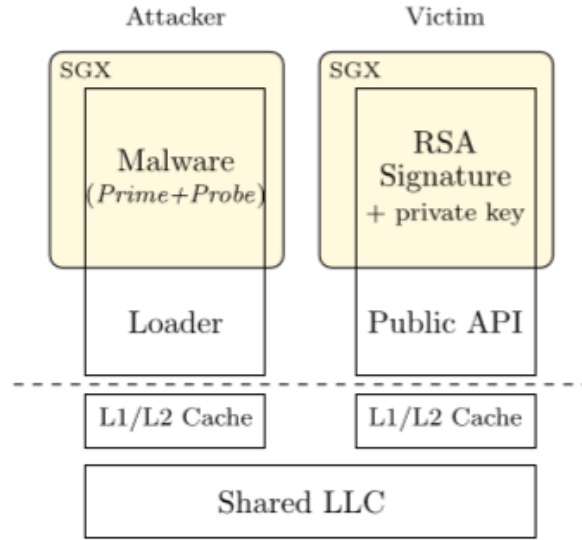 Attacker
Victim
SGX
SGX
Malware
(Prime+Probe)
RSA
Signature
+ private key
Loader
Public API
L1/L2 Cache
L1/L2 Cache
Shared LLC